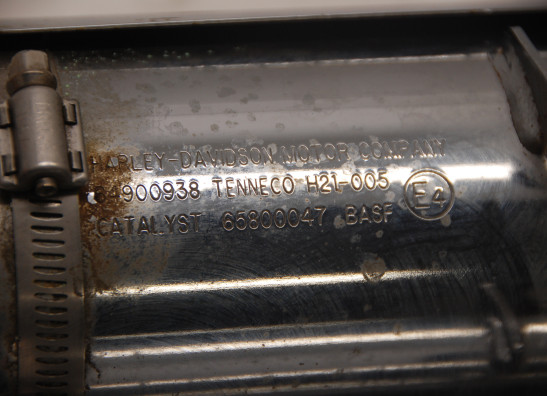 HARLEY-DAVIDSON MOTOR COMPANY
900938 TENNECO H21-005 E4
CATALYST 65800047 BASF